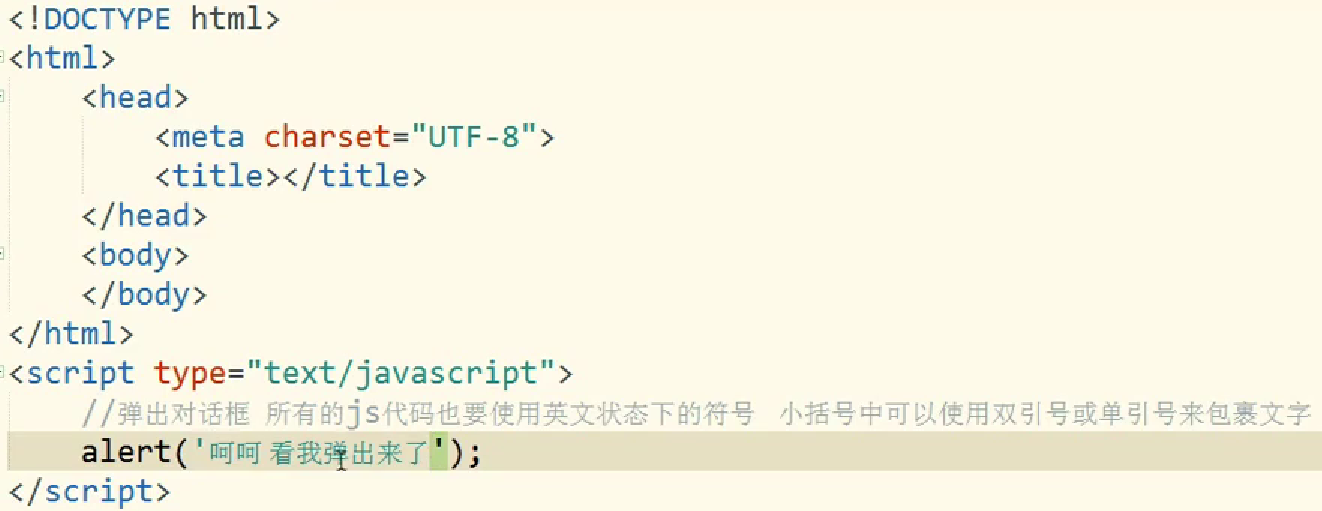 <!DOCTYPE html>
<html>
<head>
<meta charset="UTF-8">
<title></title>
</head>
<body>
</body>
</html>
<script type="text/javascript">
//弹出对话框 所有的js代码也要使用英文状态下的符号 小括号中可以使用双引号或单引号来包裹文字
alert('呵呵 看我弹出来了');
</script>